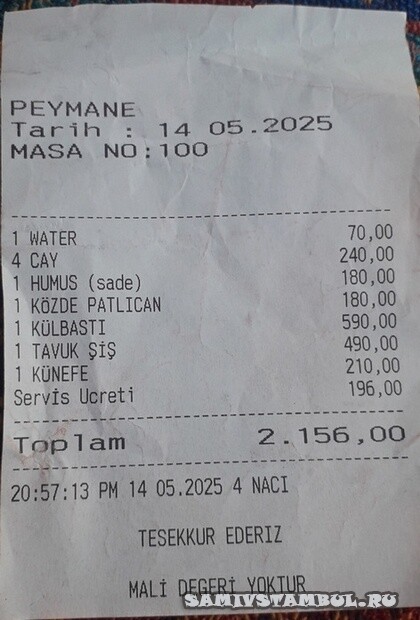 PEYMANE
Tarih : 14 05.2025
MASA NO:100
1 WATER 70,00
4 CAY 240,00
1 HUMUS (sade) 180,00
1 KÖZDE PATLICAN 180,00
1 KÜLBASTI 590,00
1 TAVUK ŞİŞ 490,00
1 KÜNEFE 210,00
Servis Ucreti 196,00
Toplam 2.156,00
20:57:13 PM 14 05.2025 4 NACI
TESEKKUR EDERIZ
MALİ DEGERİ YOKTUR
SAMIVSTAMBUL.RU